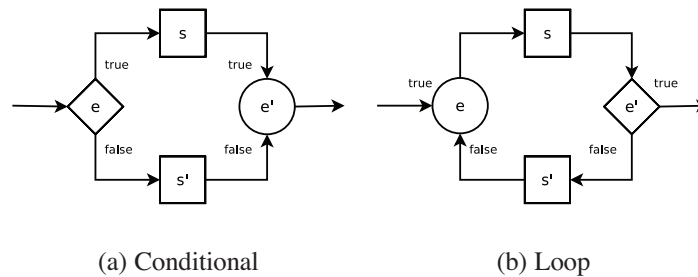 s
true
true
e
e'
false
false
s'
(a) Conditional
s
true
true
e
e'
false
false
s'
(b) Loop